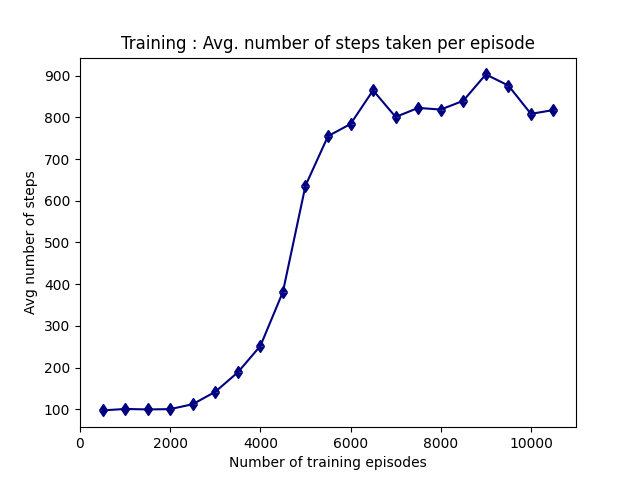 Training : Avg. number of steps taken per episode
900
800
700
600
500
400
300
200
100
Avg number of steps
0 2000 4000 6000 8000 10000
Number of training episodes